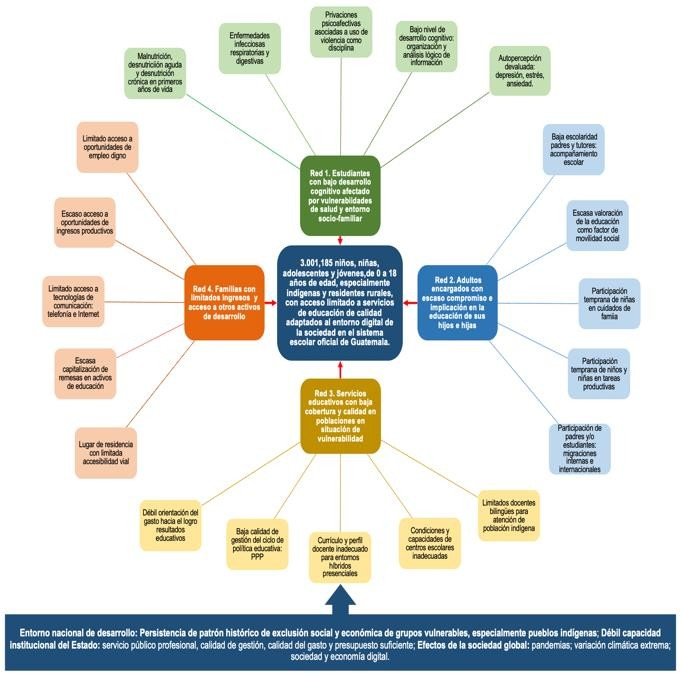 Privaciones
psicoafectivas
asociadas a uso de
violencia como
disciplina
Enfermedades
infecciosas
respiratorias y
digestivas
Bajo nivel de
desarrollo cognitivo:
organización y
análisis lógico de
información
Malnutrición,
desnutrición aguda
y desnutrición
crónica en primeros
años de vida
Autopercepción
devaluada:
depresión, estrés,
ansiedad.
Limitado acceso a
oportunidades de
empleo digno
Baja escolaridad
padres y tutores:
acompañamiento
escolar
Red 1. Estudiantes
con bajo desarrollo
cognitivo afectado
por vulnerabilides
de salud y entorno
socio-familiar
Escaso acceso a
oportunidades de
ingresos productivos
Escasa valoración
de la educación
como factor de
movilidad social
Red 4. Familias con
limitados ingresos y
acceso a otros activos
de desarrollo
3.001,185 niños, niñas,
adolescentes y jóvenes,de 0 a 18
años de edad, especialmente
indígenas y residentes rurales,
con acceso limitado a servicios
de educación de calidad
adaptados al entorno digital de
la sociedad en el sistema
escolar oficial de Guatemala.
Red 2. Adultos
encargados con
escaso compromiso e
implicación en la
educación de sus
hijos e hijas
Limitado acceso a
tecnologías de
comunicación:
telefonía e Internet
Participación
temprana de niñas
en cuidados de
famiia
Escasa
capitalización de
remesas en activos
de educación
Participación
temprana de niños y
niñas en tareas
productivas
Red 3. Servicios
educativos con baja
cobertura y calidad en
poblaciones en
situación de
vulnerabilidad
Lugar de residencia
con limitada
accesibilidad vial
Participación de
padres y/o
estudiantes:
migraciones
internas e
internacionales
Débil orientación del
gasto hacia el logro
resultados
educativos
Baja calidad de
gestión del ciclo de
política educativa:
PPP
Currículo y perfil
docente inadecuado
para entornos
híbridos
presenciales
Condiciones y
capacidades de
centros escolares
inadecuadas
Limitados docentes
bilingües para
atención de
población indígena
Entorno nacional de desarrollo: Persistencia de patrón histórico de exclusión social y económica de grupos vulnerables, especialmente pueblos indígenas; Débil capacidad
institucional del Estado: servicio público profesional, calidad de gestión, calidad del gasto y presupuesto suficiente; Efectos de la sociedad global: pandemias; variación climática extrema;
sociedad y economía digital.